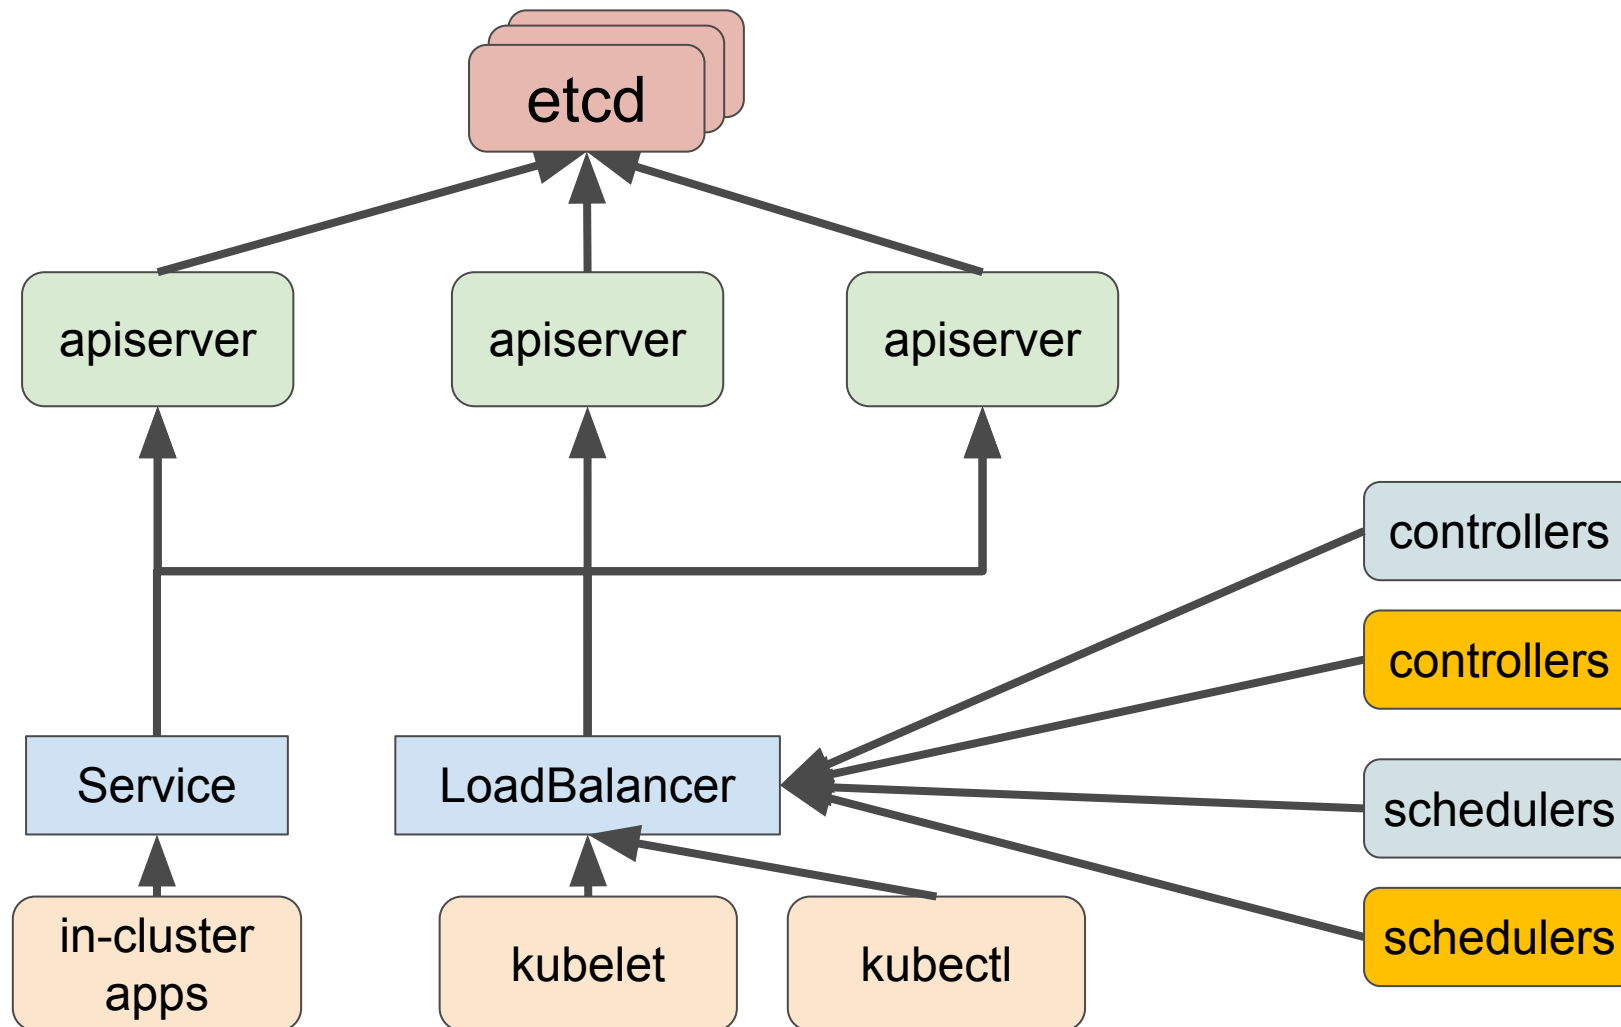 etcd
apiserver
apiserver
apiserver
controllers
controllers
Service
LoadBalancer
schedulers
schedulers
in-cluster
apps
kubelet
kubectl